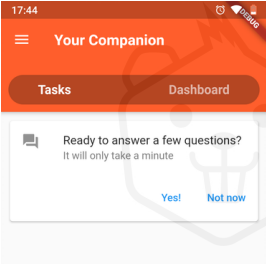 17:44
DEBUG
Your Companion
Tasks
Dashboard
Ready to answer a few questions?
It will only take a minute
Yes!
Not now